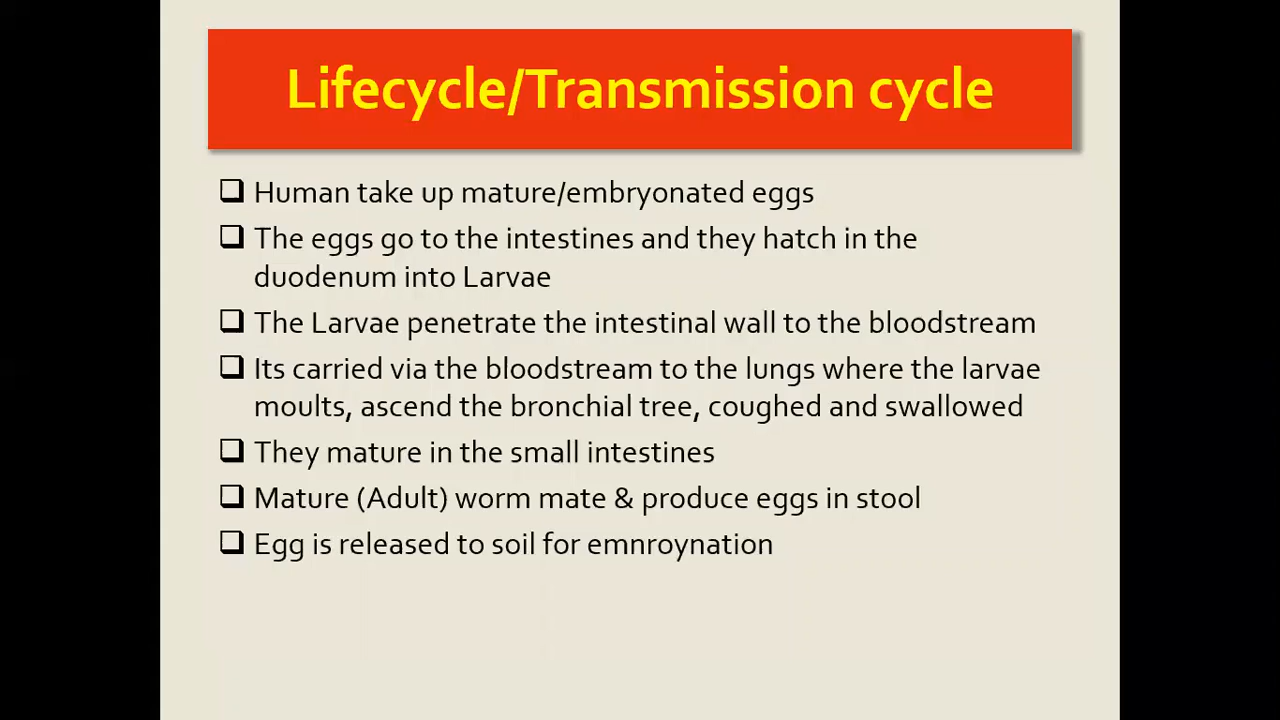 Lifecycle/Transmission cycle
Human take up mature/embryonated eggs
The eggs go to the intestines and they hatch in the
duodenum into Larvae
The Larvae penetrate the intestinal wall to the bloodstream
Its carried via the bloodstream to the lungs where the larvae
moults, ascend the bronchial tree, coughed and swallowed
They mature in the small intestines
Mature (Adult) worm mate & produce eggs in stool
Egg is released to soil for emnroynation